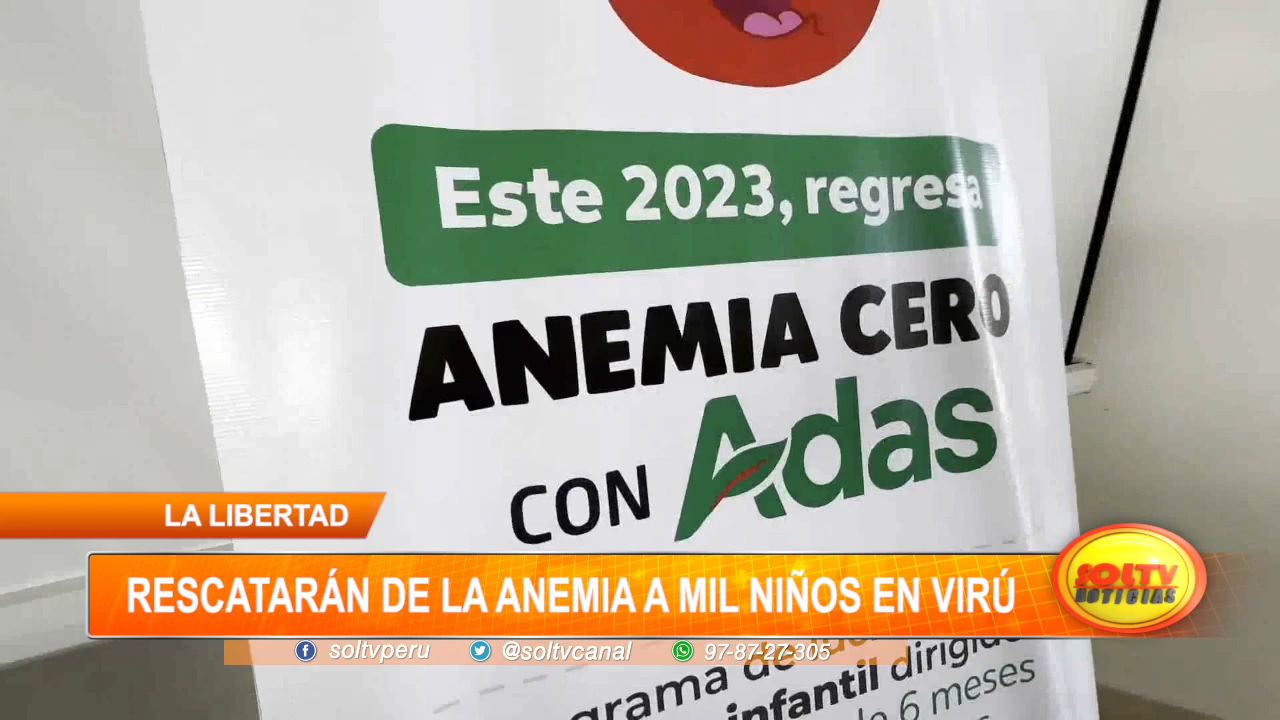 Este 2023, regresa
ANEMIA CERO
CON Adas
LA LIBERTAD
RESCATARÁN DE LA ANEMIA A MIL NIÑOS EN VIRÚ
SOLTV
NOTICIAS
soltvperu @soltvcanal 97-87-27-305
infantil dirigido
6 meses